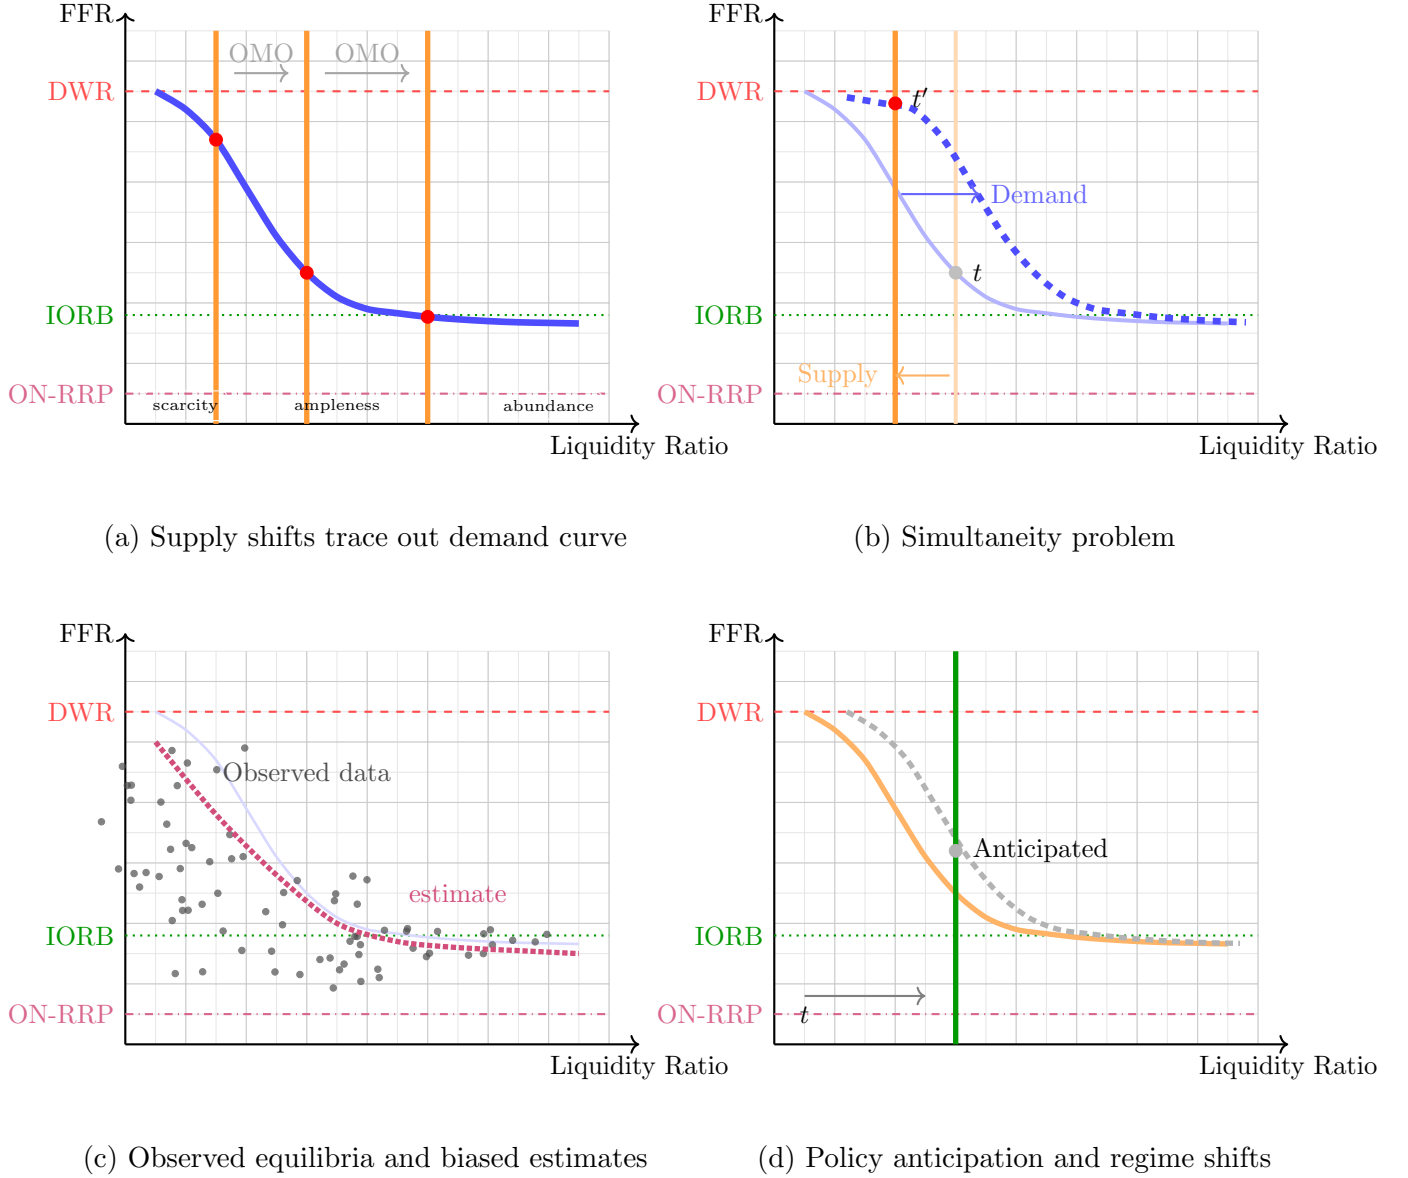 FFR
OMO
OMO
DWR
IORB
ON-RRP
scarcity
ampleness
abundance
Liquidity Ratio
(a) Supply shifts trace out demand curve
FFR
DWR
t′
Demand
t
IORB
Supply
ON-RRP
Liquidity Ratio
(b) Simultaneity problem
FFR
DWR
Observed data
estimate
IORB
ON-RRP
Liquidity Ratio
(c) Observed equilibria and biased estimates
FFR
DWR
Anticipated
IORB
ON-RRP
t
Liquidity Ratio
(d) Policy anticipation and regime shifts